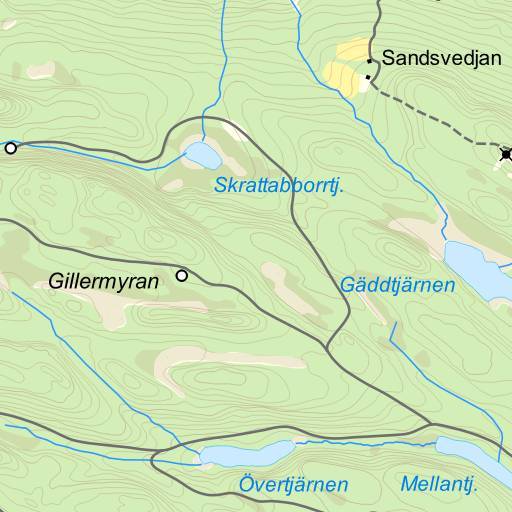 Sandsvedjan
Skrattabborrtj.
Gillermyran
Gäddtjärnen
Övertjärnen
Mellantj.